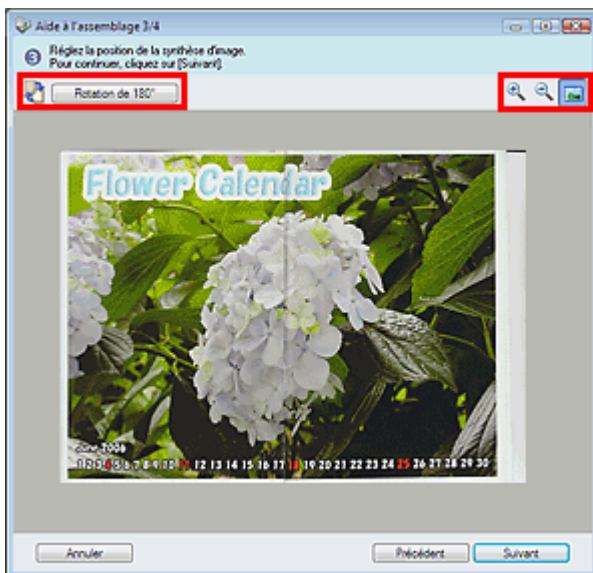 Aide à l'assemblage 3/4
3 Réglez la position de la synthèse d'image.
Pour continuer, cliquez sur [Suivant].
Rotation de 180°
Flower Calendar
June 2006
1 2 3 4 5 6 7 8 9 10 11 12 13 14 15 16 17 18 19 20 21 22 23 24 25 26 27 28 29 30
Annuler Précédent Suivant